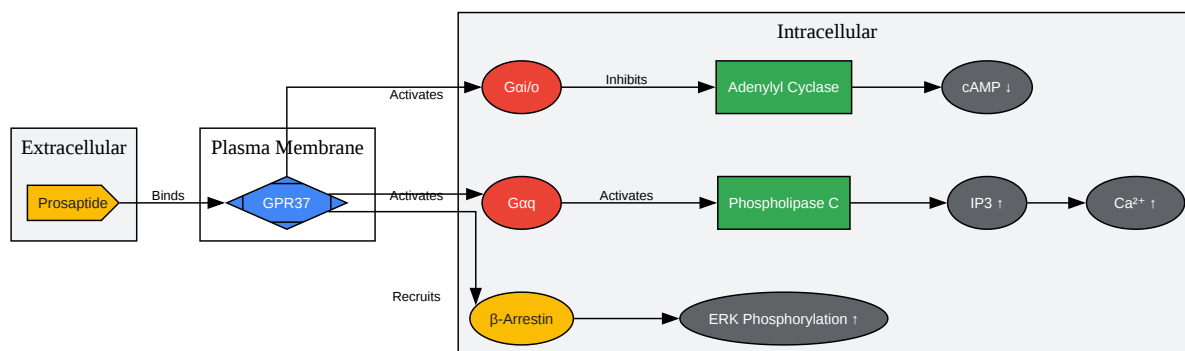 Intracellular
Activates
Gαi/o
Inhibits
Adenylyl Cyclase
cAMP ↓
Extracellular
Plasma Membrane
Prosaptide
Binds
GPR37
Activates
Gαq
Activates
Phospholipase C
IP3 ↑
Ca²⁺ ↑
Recruits
β-Arrestin
ERK Phosphorylation ↑